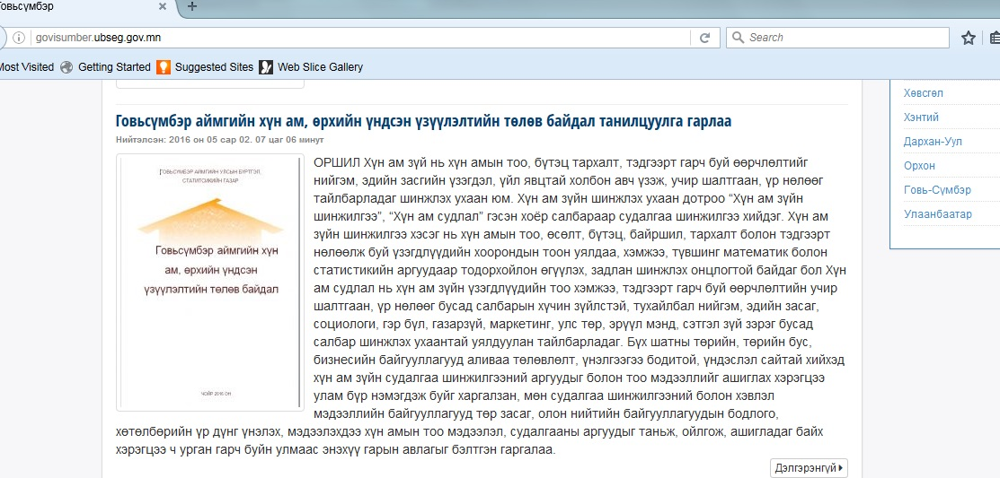 Говьсүмбэр
govisumber.ubseg.gov.mn
Search
Most Visited Getting Started Suggested Sites Web Slice Gallery
Говьсүмбэр аймгийн хүн ам, өрхийн үндсэн үзүүлэлтийн төлөв байдал танилцуулга гарлаа
Нийтэлсэн: 2016 он 05 сар 02. 07 цаг 06 минут
ГОВЬСҮМБЭР АЙМГИЙН УЛСЫН БҮРТГЭЛ,
СТАТИТСИКИЙН ГАЗАР
Говьсүмбэр аймгийн хүн
ам, өрхийн үндсэн
үзүүлэлтийн төлөв байдал
ЧОЙР 2016 ОН
ОРШИЛ Хүн ам зүй нь хүн амын тоо, бүтэц тархалт, тэдгээрт гарч буй өөрчлөлтийг
нийгэм, эдийн засгийн үзэгдэл, үйл явцтай холбон авч үзэж, учир шалтгаан, үр нөлөөг
тайлбарладаг шинжлэх ухаан юм. Хүн ам зүйн шинжлэх ухаан дотроо “Хүн ам зүйн
шинжилгээ”, “Хүн ам судлал” гэсэн хоёр салбараар судалгаа шинжилгээ хийдэг. Хүн ам
зүйн шинжилгээ хэсэг нь хүн амын тоо, өсөлт, бүтэц, байршил, тархалт болон тэдгээрт
нөлөөлж буй үзэгдлүүдийн хоорондын тоон уялдаа, хэмжээ, түвшинг математик болон
статистикийн аргуудаар тодорхойлон өгүүлэх, задлан шинжлэх онцлогтой байдаг бол Хүн
ам судлал нь хүн ам зүйн үзэгдлүүдийн тоо хэмжээ, тэдгээрт гарч буй өөрчлөлтийн учир
шалтгаан, үр нөлөөг бусад салбарын хүчин зүйлстэй, тухайлбал нийгэм, эдийн засаг,
социологи, гэр бүл, газарзүй, маркетинг, улс төр, эрүүл мэнд, сэтгэл зүй зэрэг бусад
салбар шинжлэх ухаантай уялдуулан тайлбарладаг. Бүх шатны төрийн, төрийн бус,
бизнесийн байгууллагууд аливаа төлөвлөлт, үнэлгээгээ бодитой, үндэслэл сайтай хийхэд
хүн ам зүйн судалгаа шинжилгээний аргуудыг болон тоо мэдээллийг ашиглах хэрэгцээ
улам бүр нэмэгдэж буйг харгалзан, мөн судалгаа шинжилгээний болон хэвлэл
мэдээллийн байгууллагууд төр засаг, олон нийтийн байгууллагуудын бодлого,
хөтөлбөрийн үр дүнг үнэлэх, мэдээлэхдээ хүн амын тоо мэдээлэл, судалгааны аргуудыг таньж, ойлгож, ашигладаг байх
хэрэгцээ ч урган гарч буйн улмаас энэхүү гарын авлагыг бэлтгэн гаргалаа.
Дэлгэрэнгүй
Хөвсгөл
Хэнтий
Дархан-Уул
Орхон
Говь-Сүмбэр
Улаанбаатар